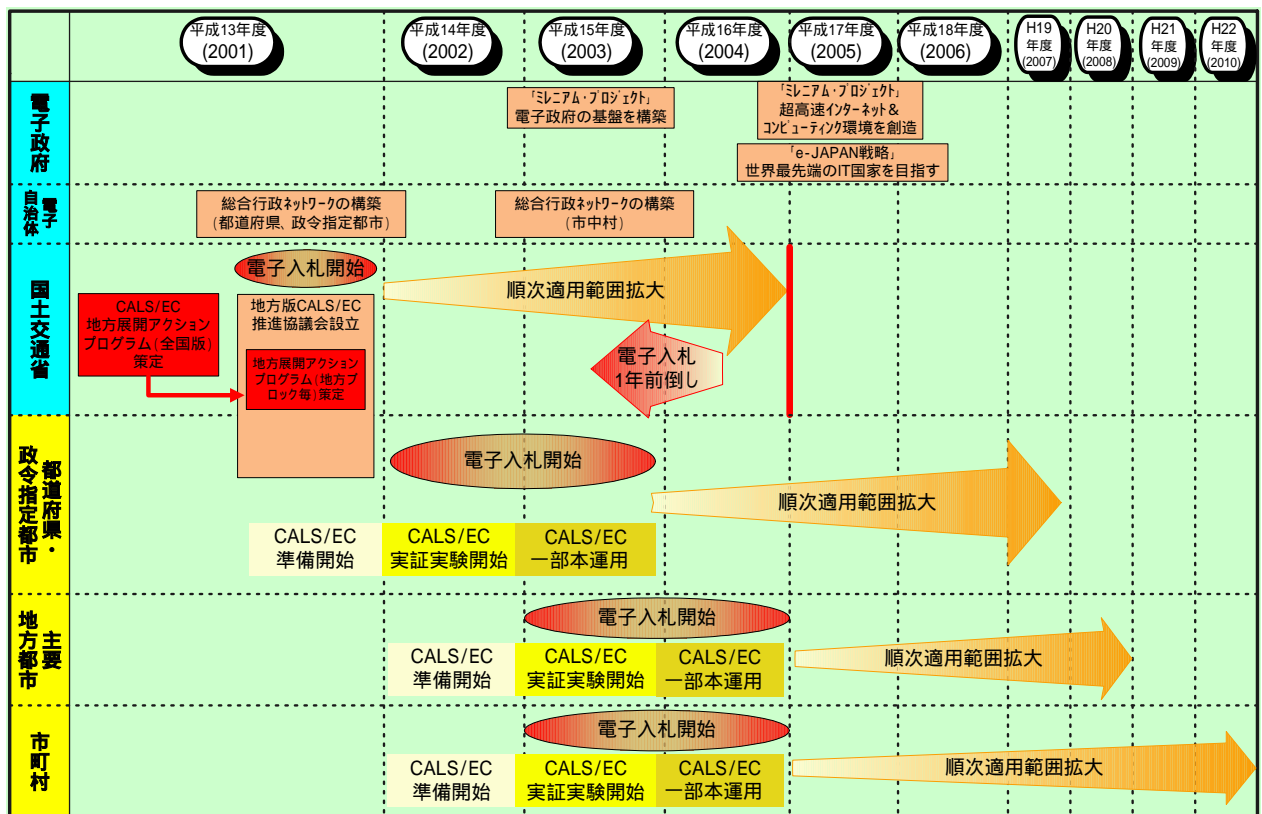 平成13年度
(2001)
平成14年度
(2002)
平成15年度
(2003)
平成16年度
(2004)
平成17年度
(2005)
平成18年度
(2006)
H19
年度
(2007)
H20
年度
(2008)
H21
年度
(2009)
H22
年度
(2010)
電子政府
「ミレニアム・プロジェクト」
電子政府の基盤を構築
「ミレニアム・プロジェクト」
超高速インターネット＆
コンピューティング環境を創造
「e-JAPAN戦略」
世界最先端のIT国家を目指す
電子
自治体
総合行政ネットワークの構築
(都道府県、政令指定都市)
総合行政ネットワークの構築
(市中村)
国土交通省
電子入札開始
順次適用範囲拡大
CALS/EC
地方展開アクション
プログラム(全国版)
策定
地方版CALS/EC
推進協議会設立
地方展開アクション
プログラム(地方ブ
ロック毎)策定
電子入札
1年前倒し
都道府県・
政令指定都市
電子入札開始
順次適用範囲拡大
CALS/EC
準備開始
CALS/EC
実証実験開始
CALS/EC
一部本運用
主要
地方都市
電子入札開始
CALS/EC
準備開始
CALS/EC
実証実験開始
CALS/EC
一部本運用
順次適用範囲拡大
市町村
電子入札開始
CALS/EC
準備開始
CALS/EC
実証実験開始
CALS/EC
一部本運用
順次適用範囲拡大